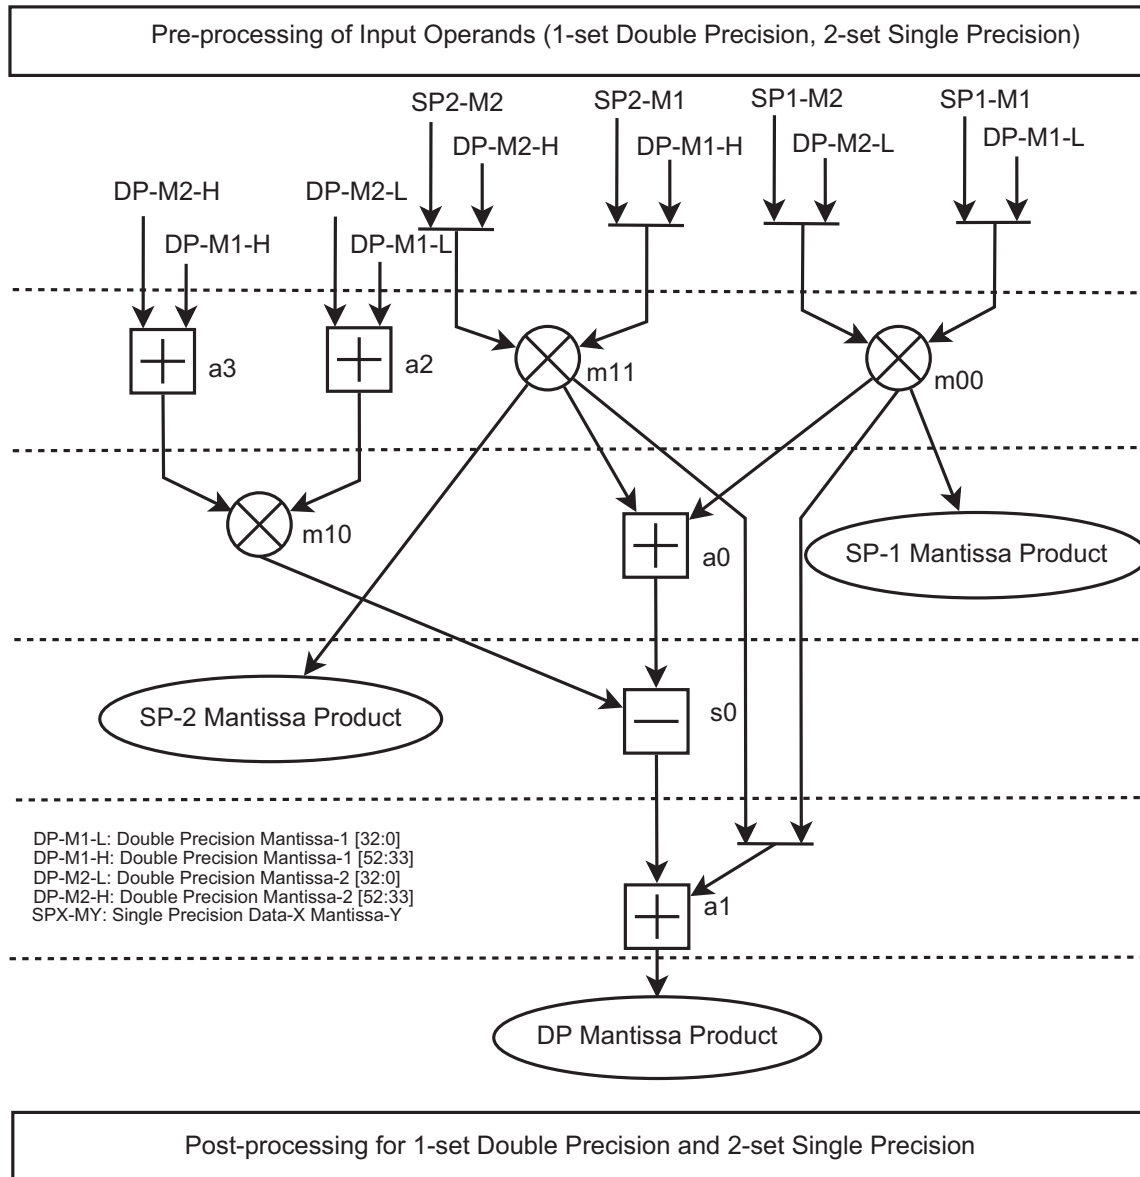 Pre-processing of Input Operands (1-set Double Precision, 2-set Single Precision)
SP2-M2
SP2-M1
SP1-M2
SP1-M1
DP-M2-H
DP-M1-H
DP-M2-L
DP-M1-L
DP-M2-H
DP-M2-L
DP-M1-H
DP-M1-L
a3
a2
m11
m00
m10
a0
SP-1 Mantissa Product
SP-2 Mantissa Product
s0
DP-M1-L: Double Precision Mantissa-1 [32:0]
DP-M1-H: Double Precision Mantissa-1 [52:33]
DP-M2-L: Double Precision Mantissa-2 [32:0]
DP-M2-H: Double Precision Mantissa-2 [52:33]
SPX-MY: Single Precision Data-X Mantissa-Y
a1
DP Mantissa Product
Post-processing for 1-set Double Precision and 2-set Single Precision